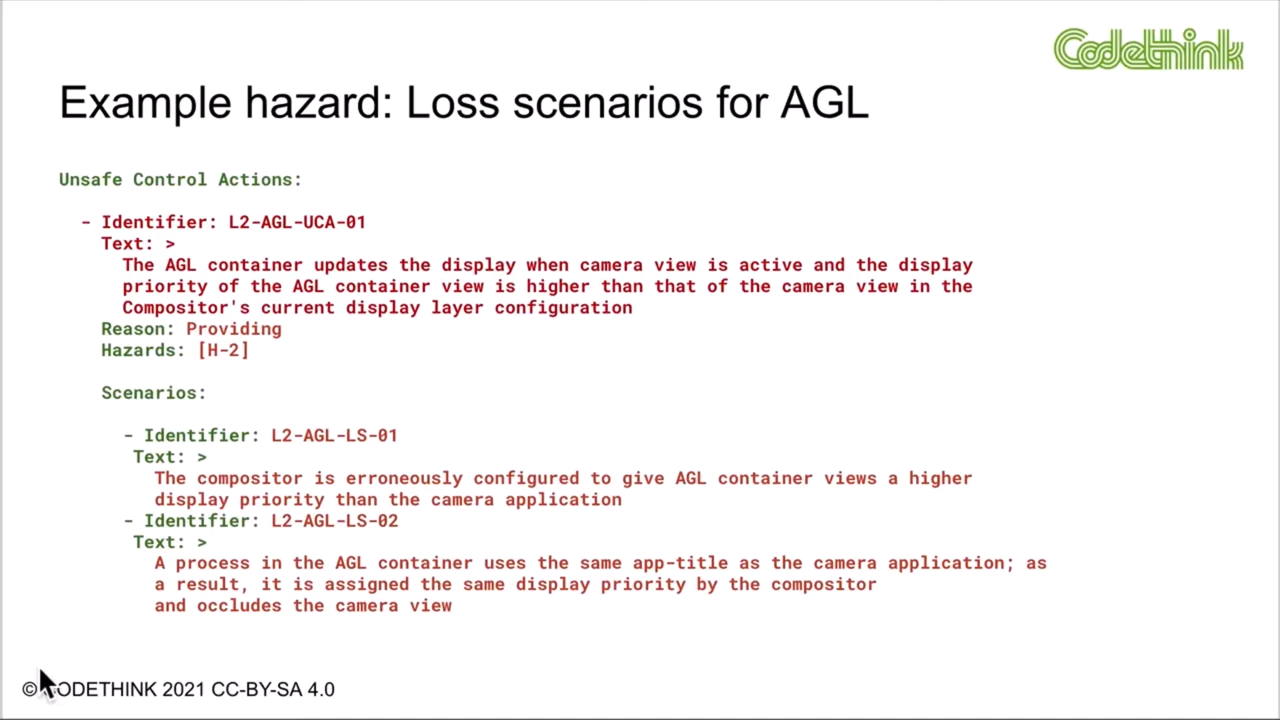 Codethink
Example hazard: Loss scenarios for AGL
Unsafe Control Actions:
- Identifier: L2-AGL-UCA-01
Text: >
The AGL container updates the display when camera view is active and the display
priority of the AGL container view is higher than that of the camera view in the
Compositor's current display layer configuration
Reason: Providing
Hazards: [H-2]
Scenarios:
- Identifier: L2-AGL-LS-01
Text: >
The compositor is erroneously configured to give AGL container views a higher
display priority than the camera application
- Identifier: L2-AGL-LS-02
Text: >
A process in the AGL container uses the same app-title as the camera application; as
a result, it is assigned the same display priority by the compositor
and occludes the camera view
© CODETHINK 2021 CC-BY-SA 4.0